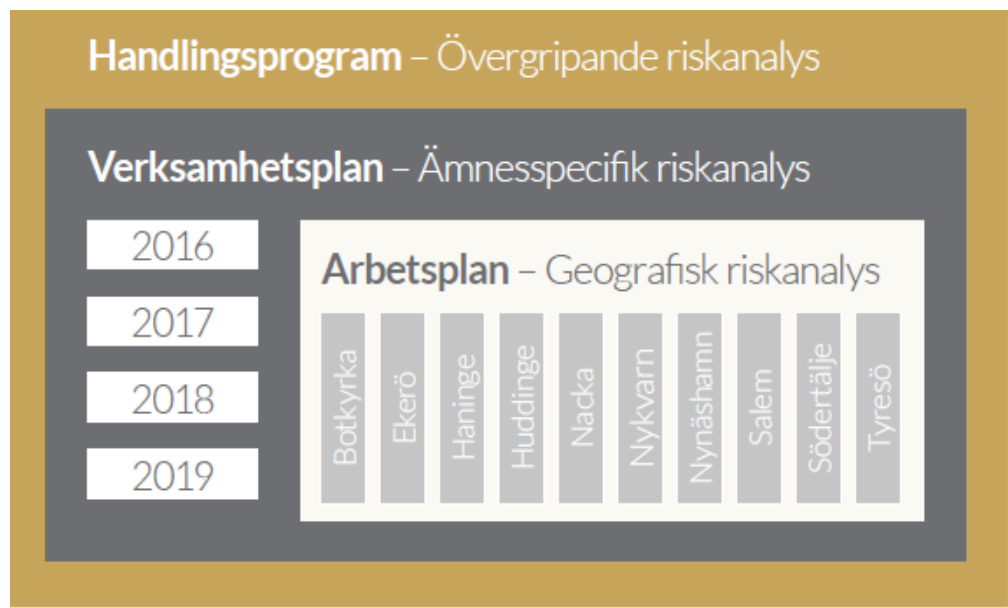 Handlingsprogram – Övergripande riskanalys
Verksamhetsplan – Ämnesspecifik riskanalys
2016
2017
2018
2019
Arbetsplan – Geografisk riskanalys
Botkyrka
Ekerö
Haninge
Huddinge
Nacka
Nykvarn
Nynäshamn
Salem
Södertälje
Tyresö